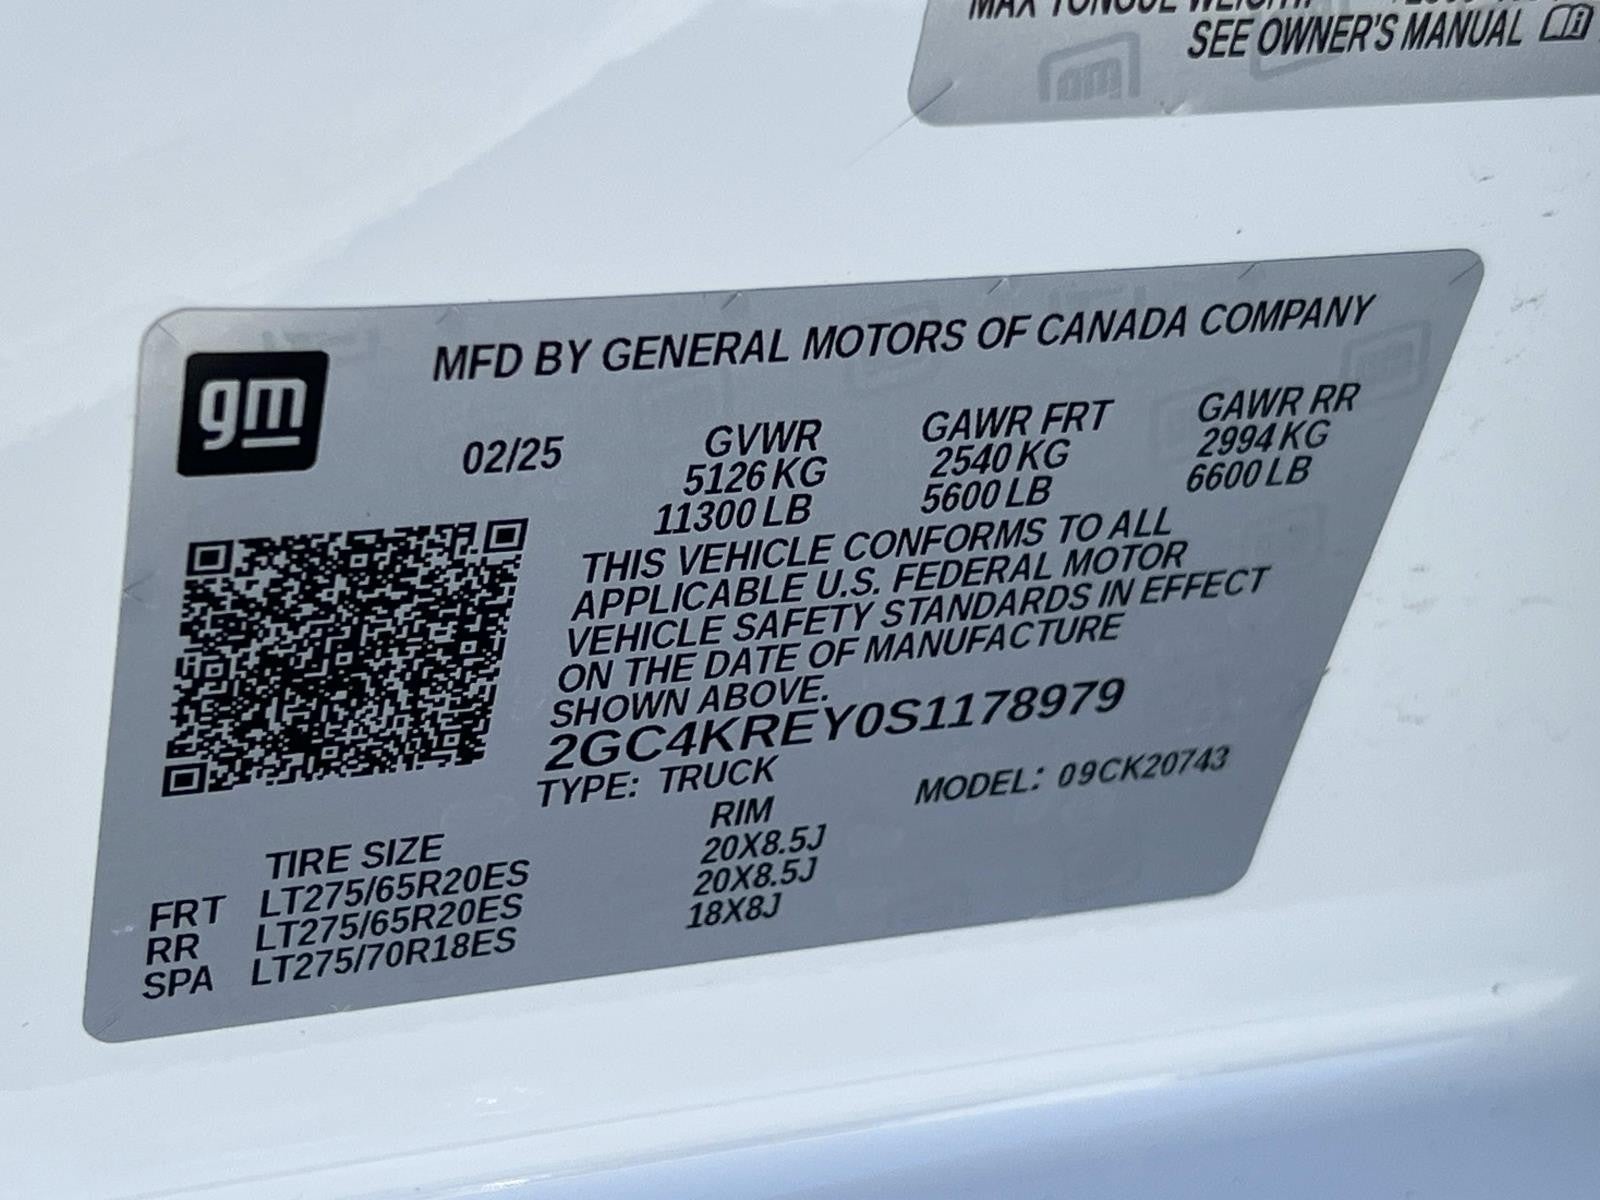 MAX TONGUE WEIGHT:
SEE OWNER'S MANUAL
MFD BY GENERAL MOTORS OF CANADA COMPANY
gm
02/25 GVWR GAWR FRT GAWR RR
5126 KG 2540 KG 2994 KG
11300 LB 5600 LB 6600 LB
THIS VEHICLE CONFORMS TO ALL
APPLICABLE U.S. FEDERAL MOTOR
VEHICLE SAFETY STANDARDS IN EFFECT
ON THE DATE OF MANUFACTURE
SHOWN ABOVE.
2GC4KREY0S1178979
TYPE: TRUCK MODEL: 09CK20743
TIRE SIZE RIM
FRT LT275/65R20ES 20X8.5J
RR LT275/65R20ES 20X8.5J
SPA LT275/70R18ES 18X8J